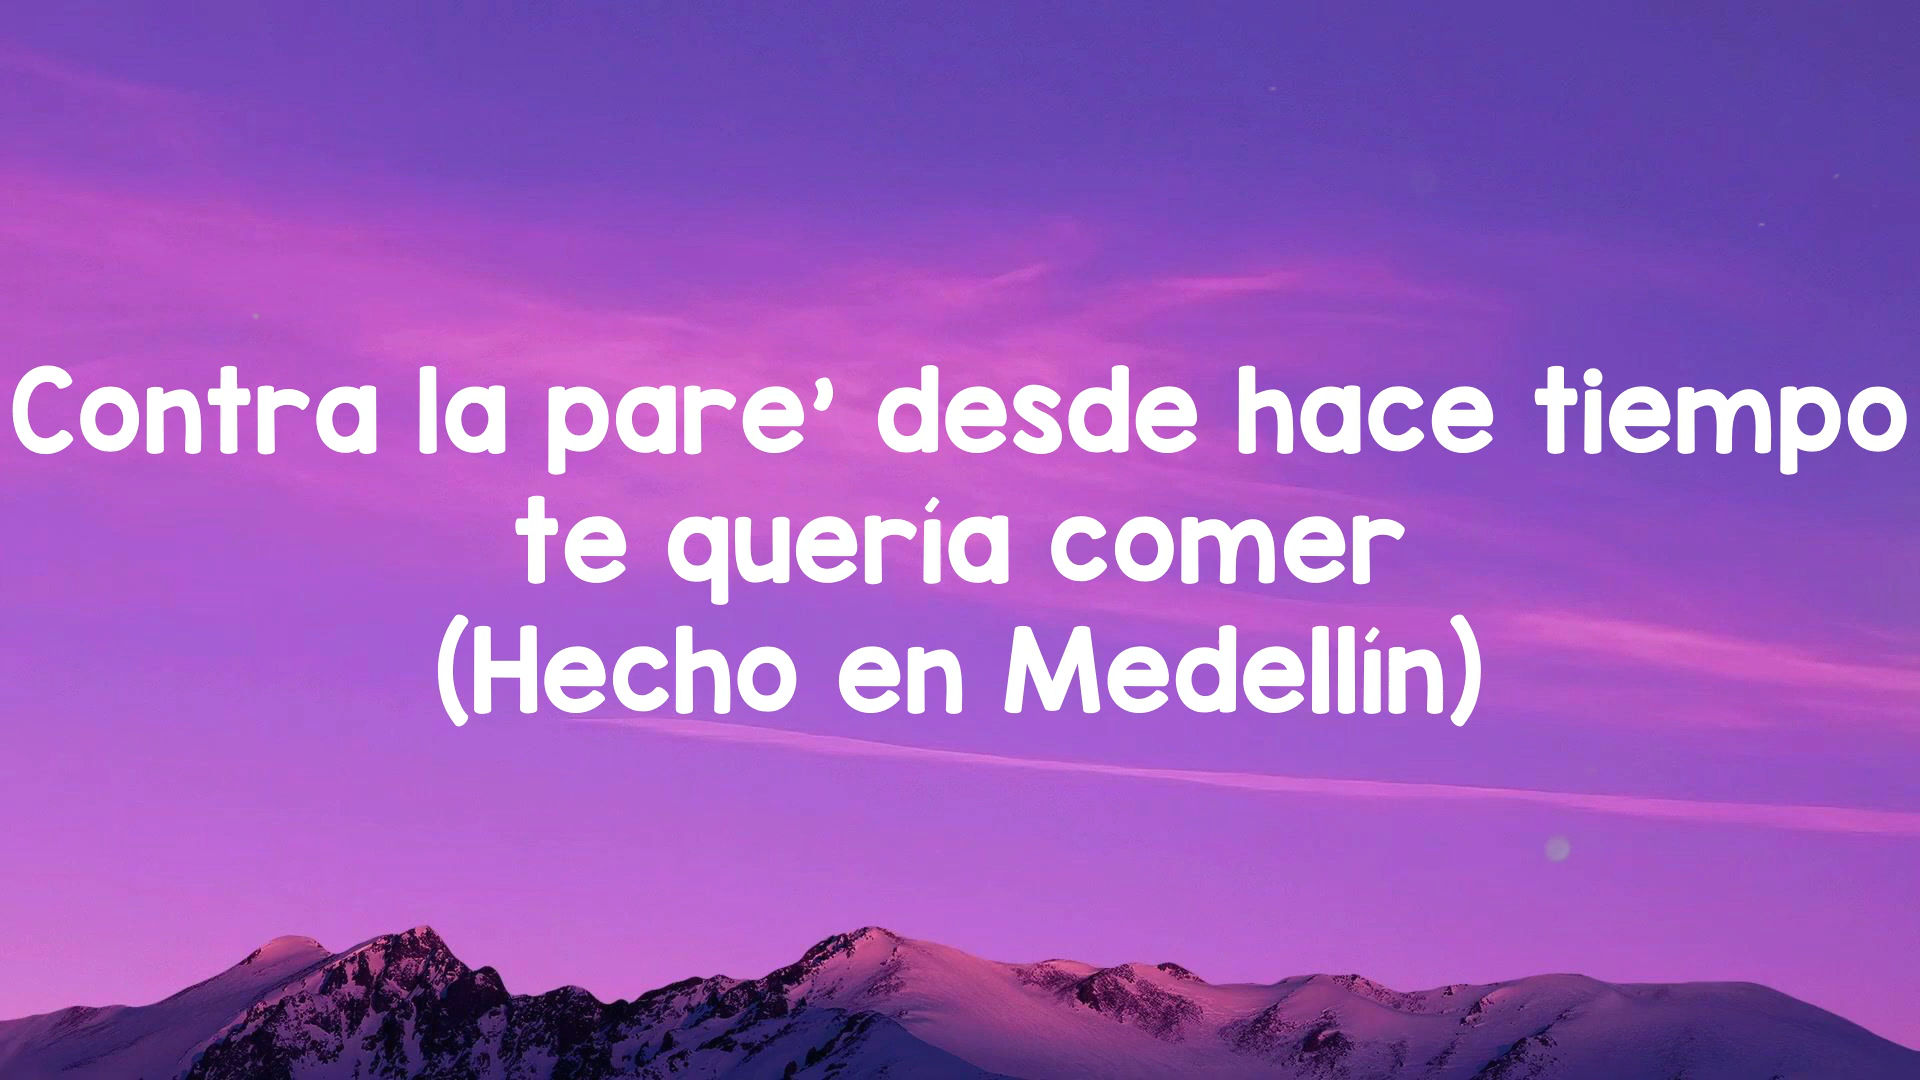 Contra la pare’ desde hace tiempo
te quería comer
(Hecho en Medellín)